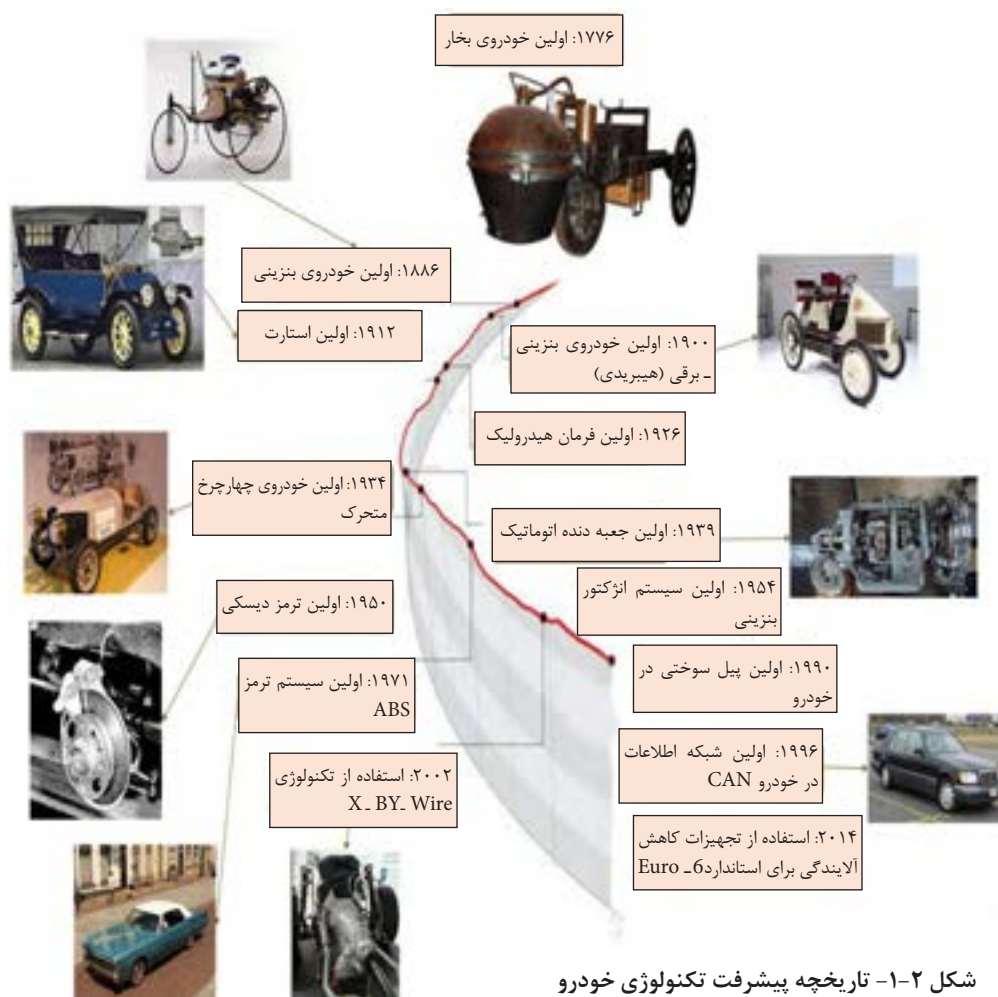 ۱۷۷۶: اولین خودروی بخار
۱۸۸۶: اولین خودروی بنزینی
۱۹۱۲: اولین استارت
۱۹۰۰: اولین خودروی بنزینی
ـ برقی (هیبریدی)
۱۹۲۶: اولین فرمان هیدرولیک
۱۹۳۴: اولین خودروی چهارچرخ
متحرک
۱۹۳۹: اولین جعبه دنده اتوماتیک
۱۹۵۰: اولین ترمز دیسکی
۱۹۵۴: اولین سیستم انژکتور
بنزینی
۱۹۷۱: اولین سیستم ترمز
ABS
۱۹۹۰: اولین پیل سوختی در
خودرو
۱۹۹۶: اولین شبکه اطلاعات
در خودرو CAN
۲۰۰۲: استفاده از تکنولوژی
X ـ BY ـ Wire
۲۰۱۴: استفاده از تجهیزات کاهش
آلایندگی برای استاندارد Euro ـ 6
شکل ۲-۱- تاریخچه پیشرفت تکنولوژی خودرو